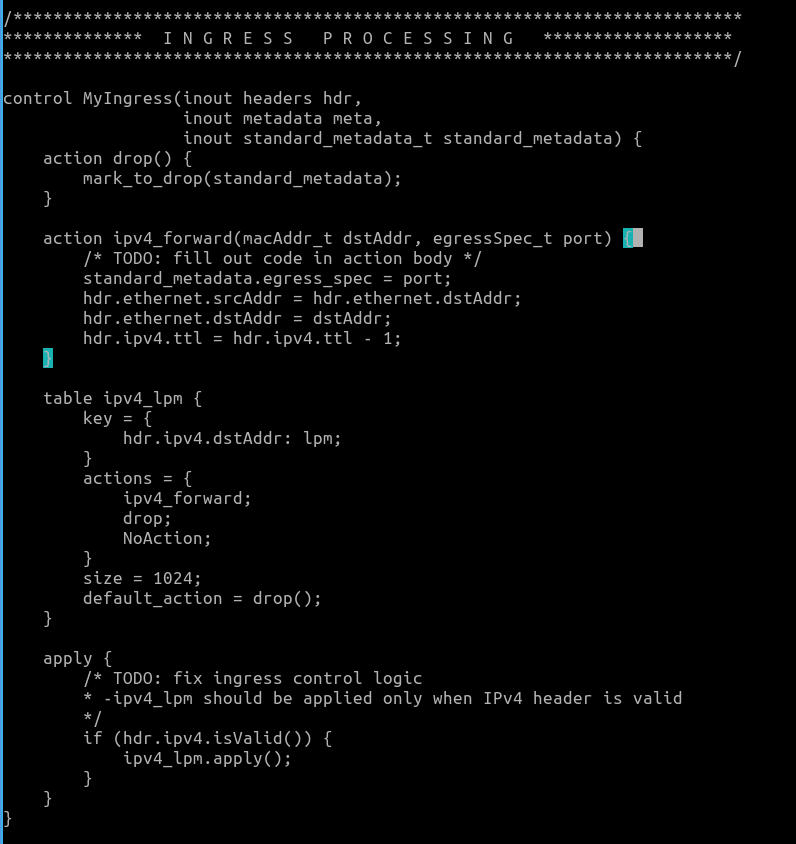 /*************************************************************************
**************  I N G R E S S   P R O C E S S I N G   *******************
*************************************************************************/

control MyIngress(inout headers hdr,
                  inout metadata meta,
                  inout standard_metadata_t standard_metadata) {
    action drop() {
        mark_to_drop(standard_metadata);
    }

    action ipv4_forward(macAddr_t dstAddr, egressSpec_t port) {
        /* TODO: fill out code in action body */
        standard_metadata.egress_spec = port;
        hdr.ethernet.srcAddr = hdr.ethernet.dstAddr;
        hdr.ethernet.dstAddr = dstAddr;
        hdr.ipv4.ttl = hdr.ipv4.ttl - 1;
    }

    table ipv4_lpm {
        key = {
            hdr.ipv4.dstAddr: lpm;
        }
        actions = {
            ipv4_forward;
            drop;
            NoAction;
        }
        size = 1024;
        default_action = drop();
    }

    apply {
        /* TODO: fix ingress control logic
        * -ipv4_lpm should be applied only when IPv4 header is valid
        */
        if (hdr.ipv4.isValid()) {
            ipv4_lpm.apply();
        }
    }
}